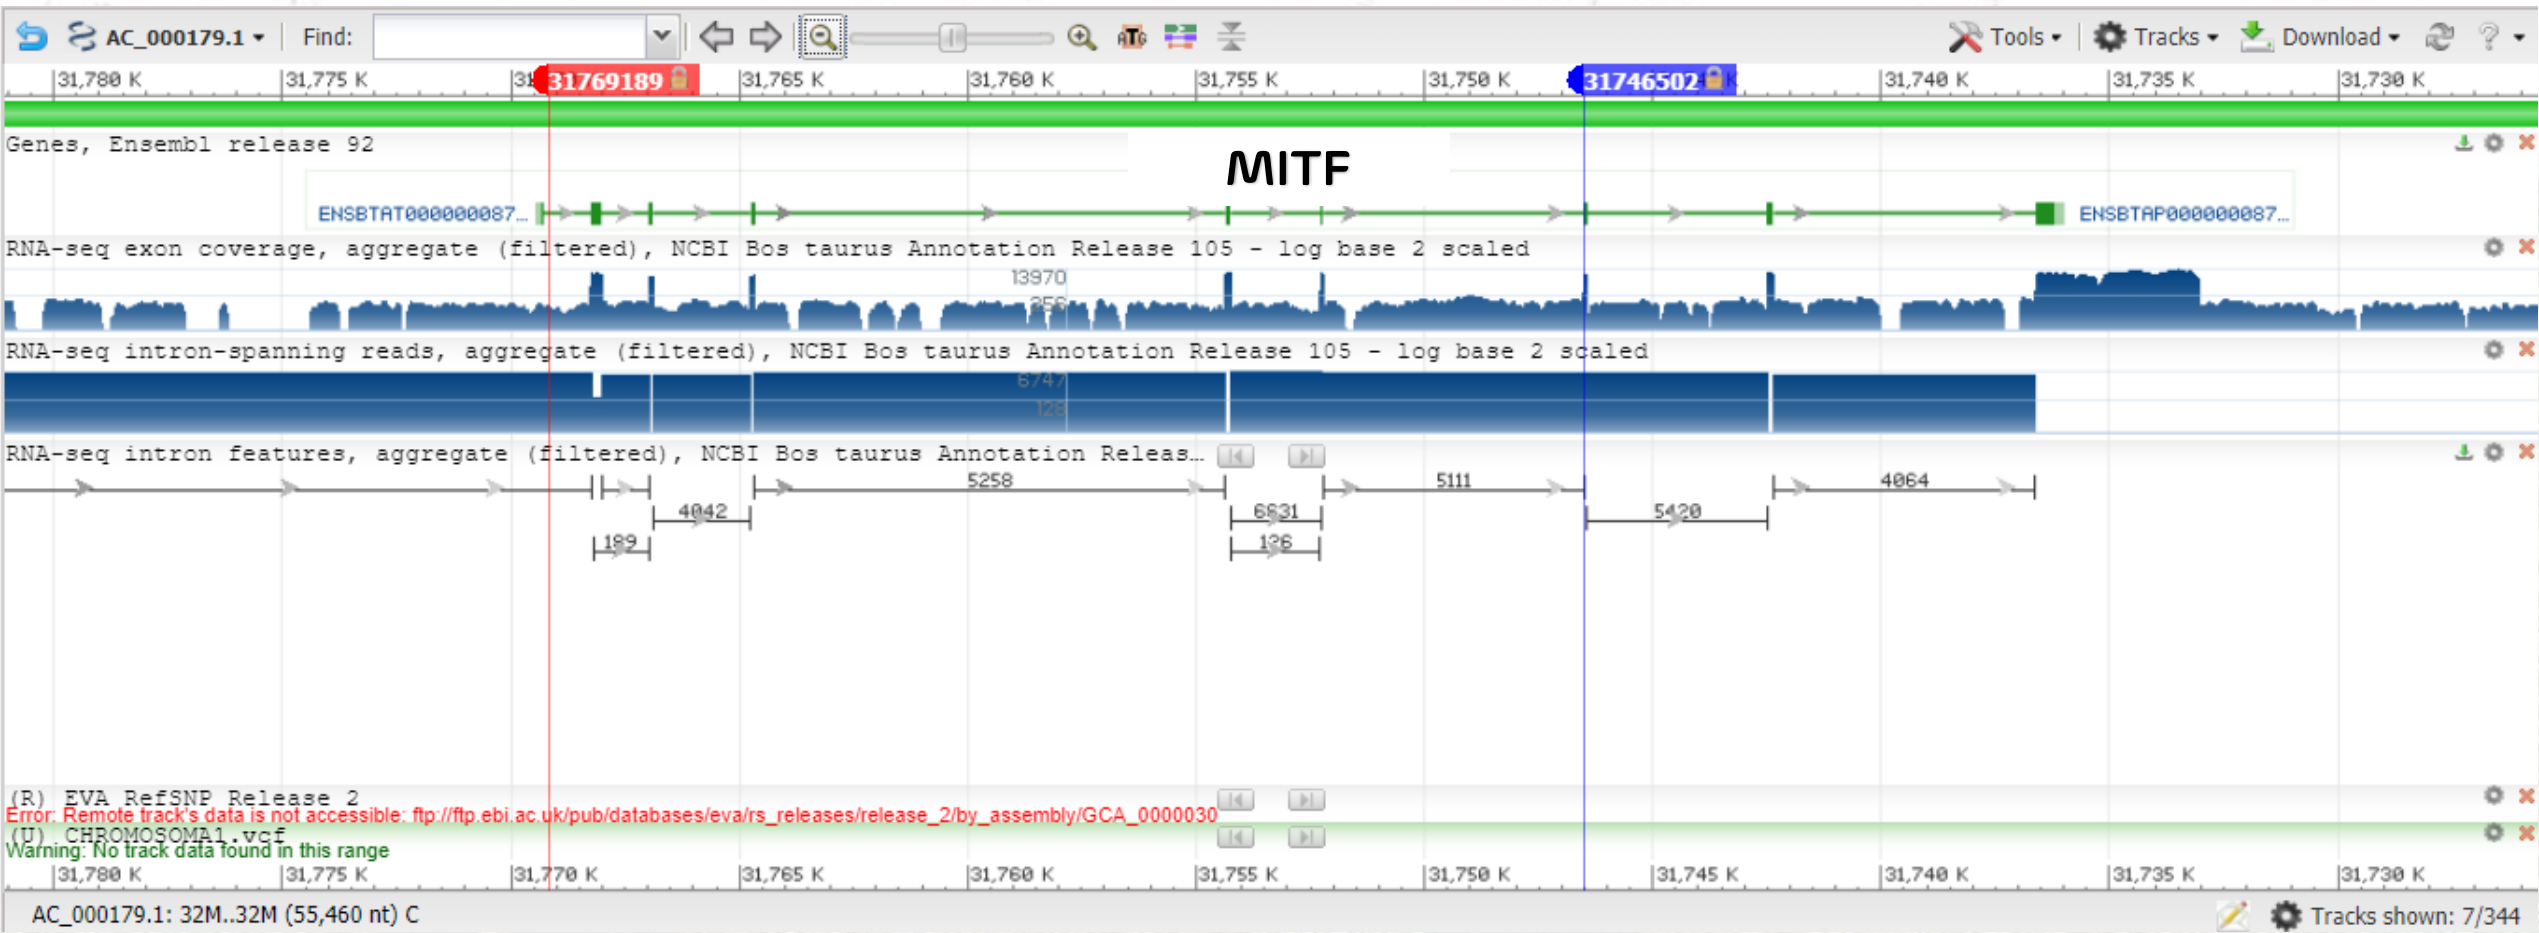 AC_000179.1 Find: Tools Tracks Download ?
31,780 K 31,775 K 31769189 31,765 K 31,760 K 31,755 K 31,750 K 31746502 K 31,740 K 31,735 K 31,730 K
Genes, Ensembl release 92
MITF
ENSBTAT000000087... ENSBTAP000000087...
RNA-seq exon coverage, aggregate (filtered), NCBI Bos taurus Annotation Release 105 - log base 2 scaled
13970
256
RNA-seq intron-spanning reads, aggregate (filtered), NCBI Bos taurus Annotation Release 105 - log base 2 scaled
6747
128
RNA-seq intron features, aggregate (filtered), NCBI Bos taurus Annotation Releas...
5258 5111 4064
4042 6831 5420
189 126
(R) EVA RefSNP Release 2
Error: Remote track's data is not accessible: ftp://ftp.ebi.ac.uk/pub/databases/eva/rs_releases/release_2/by_assembly/GCA_0000030
(U) CHROMOSOMA1.vcf
Warning: No track data found in this range
31,780 K 31,775 K 31,770 K 31,765 K 31,760 K 31,755 K 31,750 K 31,745 K 31,740 K 31,735 K 31,730 K
AC_000179.1: 32M..32M (55,460 nt) C Tracks shown: 7/344